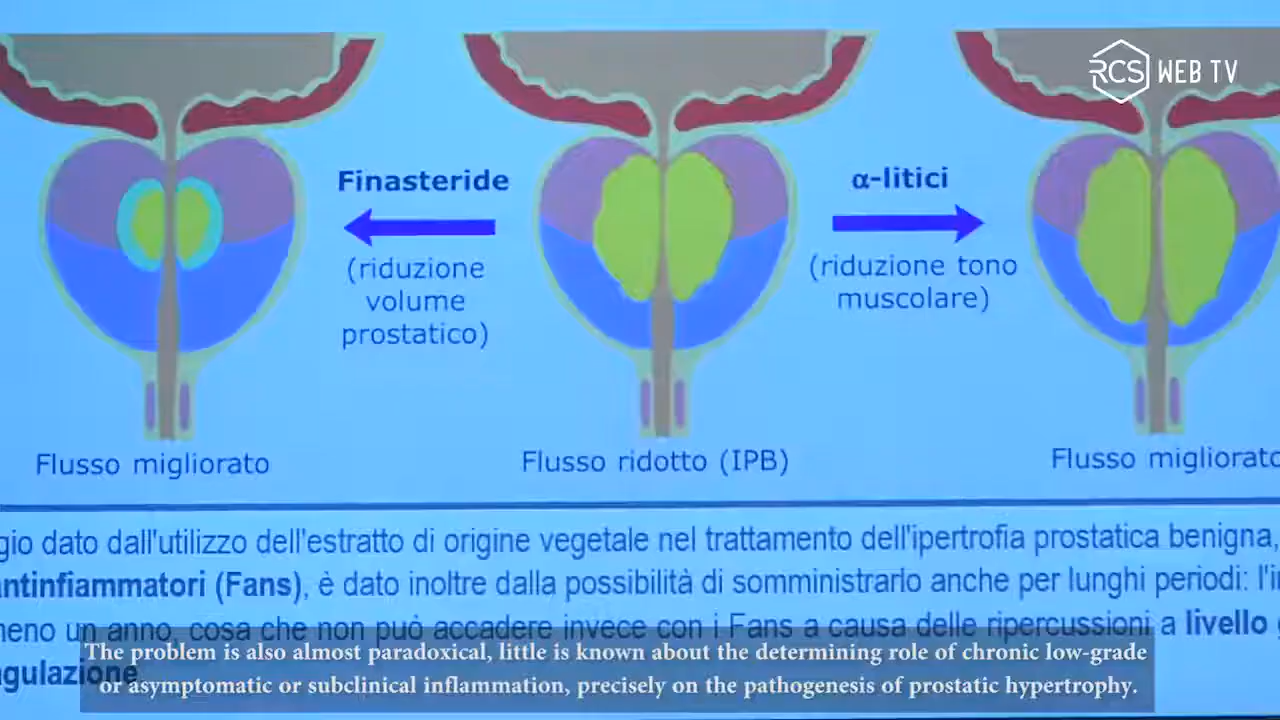 RCS WEB TV
Finasteride
(riduzione
volume
prostatico)
α-litici
(riduzione tono
muscolare)
Flusso migliorato
Flusso ridotto (IPB)
Flusso migliorato
dato dall'utilizzo dell'estratto di origine vegetale nel trattamento dell'ipertrofia prostatica benigna,
(Fans), è dato inoltre dalla possibilità di somministrarlo anche per lunghi periodi:
un anno, cosa che non può accadere invece con i Fans a causa delle ripercussioni a livello
The problem is also almost paradoxical, little is known about the determining role of chronic low-grade
or asymptomatic or subclinical inflammation, precisely on the pathogenesis of prostatic hypertrophy.